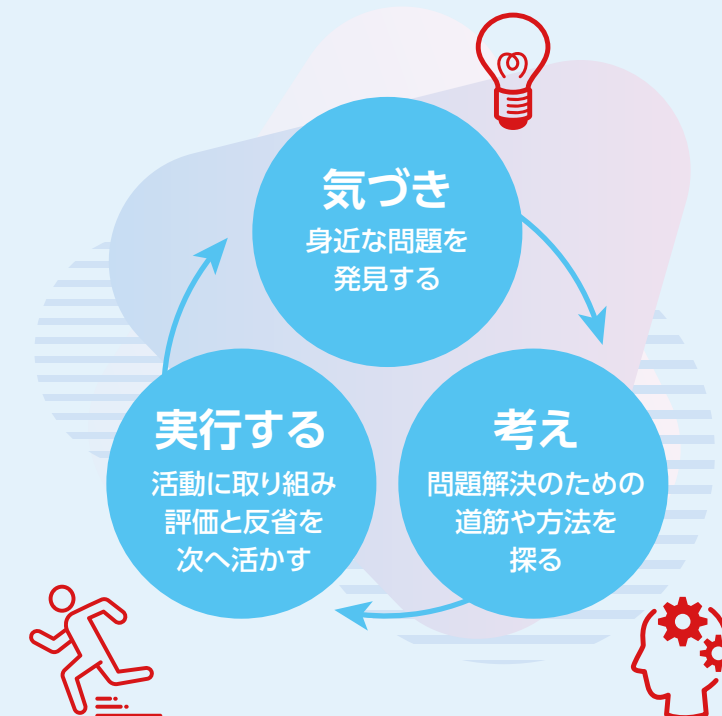 気づき
身近な問題を
発見する
実行する
活動に取り組み
評価と反省を
次へ活かす
考え
問題解決のための
道筋や方法を
探る